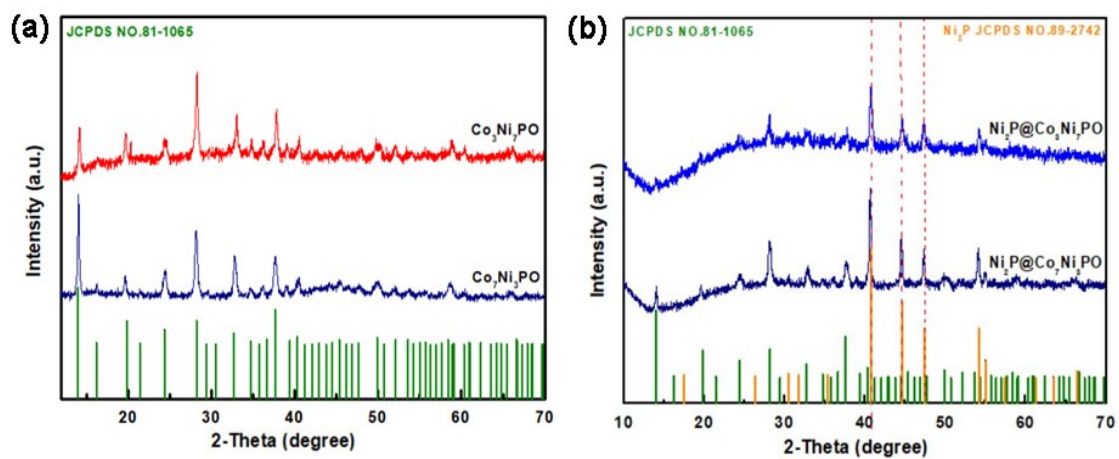 (a)
JCPDS NO.81-1065
Co₃Ni₇PO
Co₇Ni₃PO
Intensity (a.u.)
20 30 40 50 60 70
2-Theta (degree)
(b)
JCPDS NO.81-1065
Ni₂P JCPDS NO.89-2742
Ni₂P@Co₃Ni₇PO
Ni₂P@Co₇Ni₃PO
Intensity (a.u.)
10 20 30 40 50 60 70
2-Theta (degree)